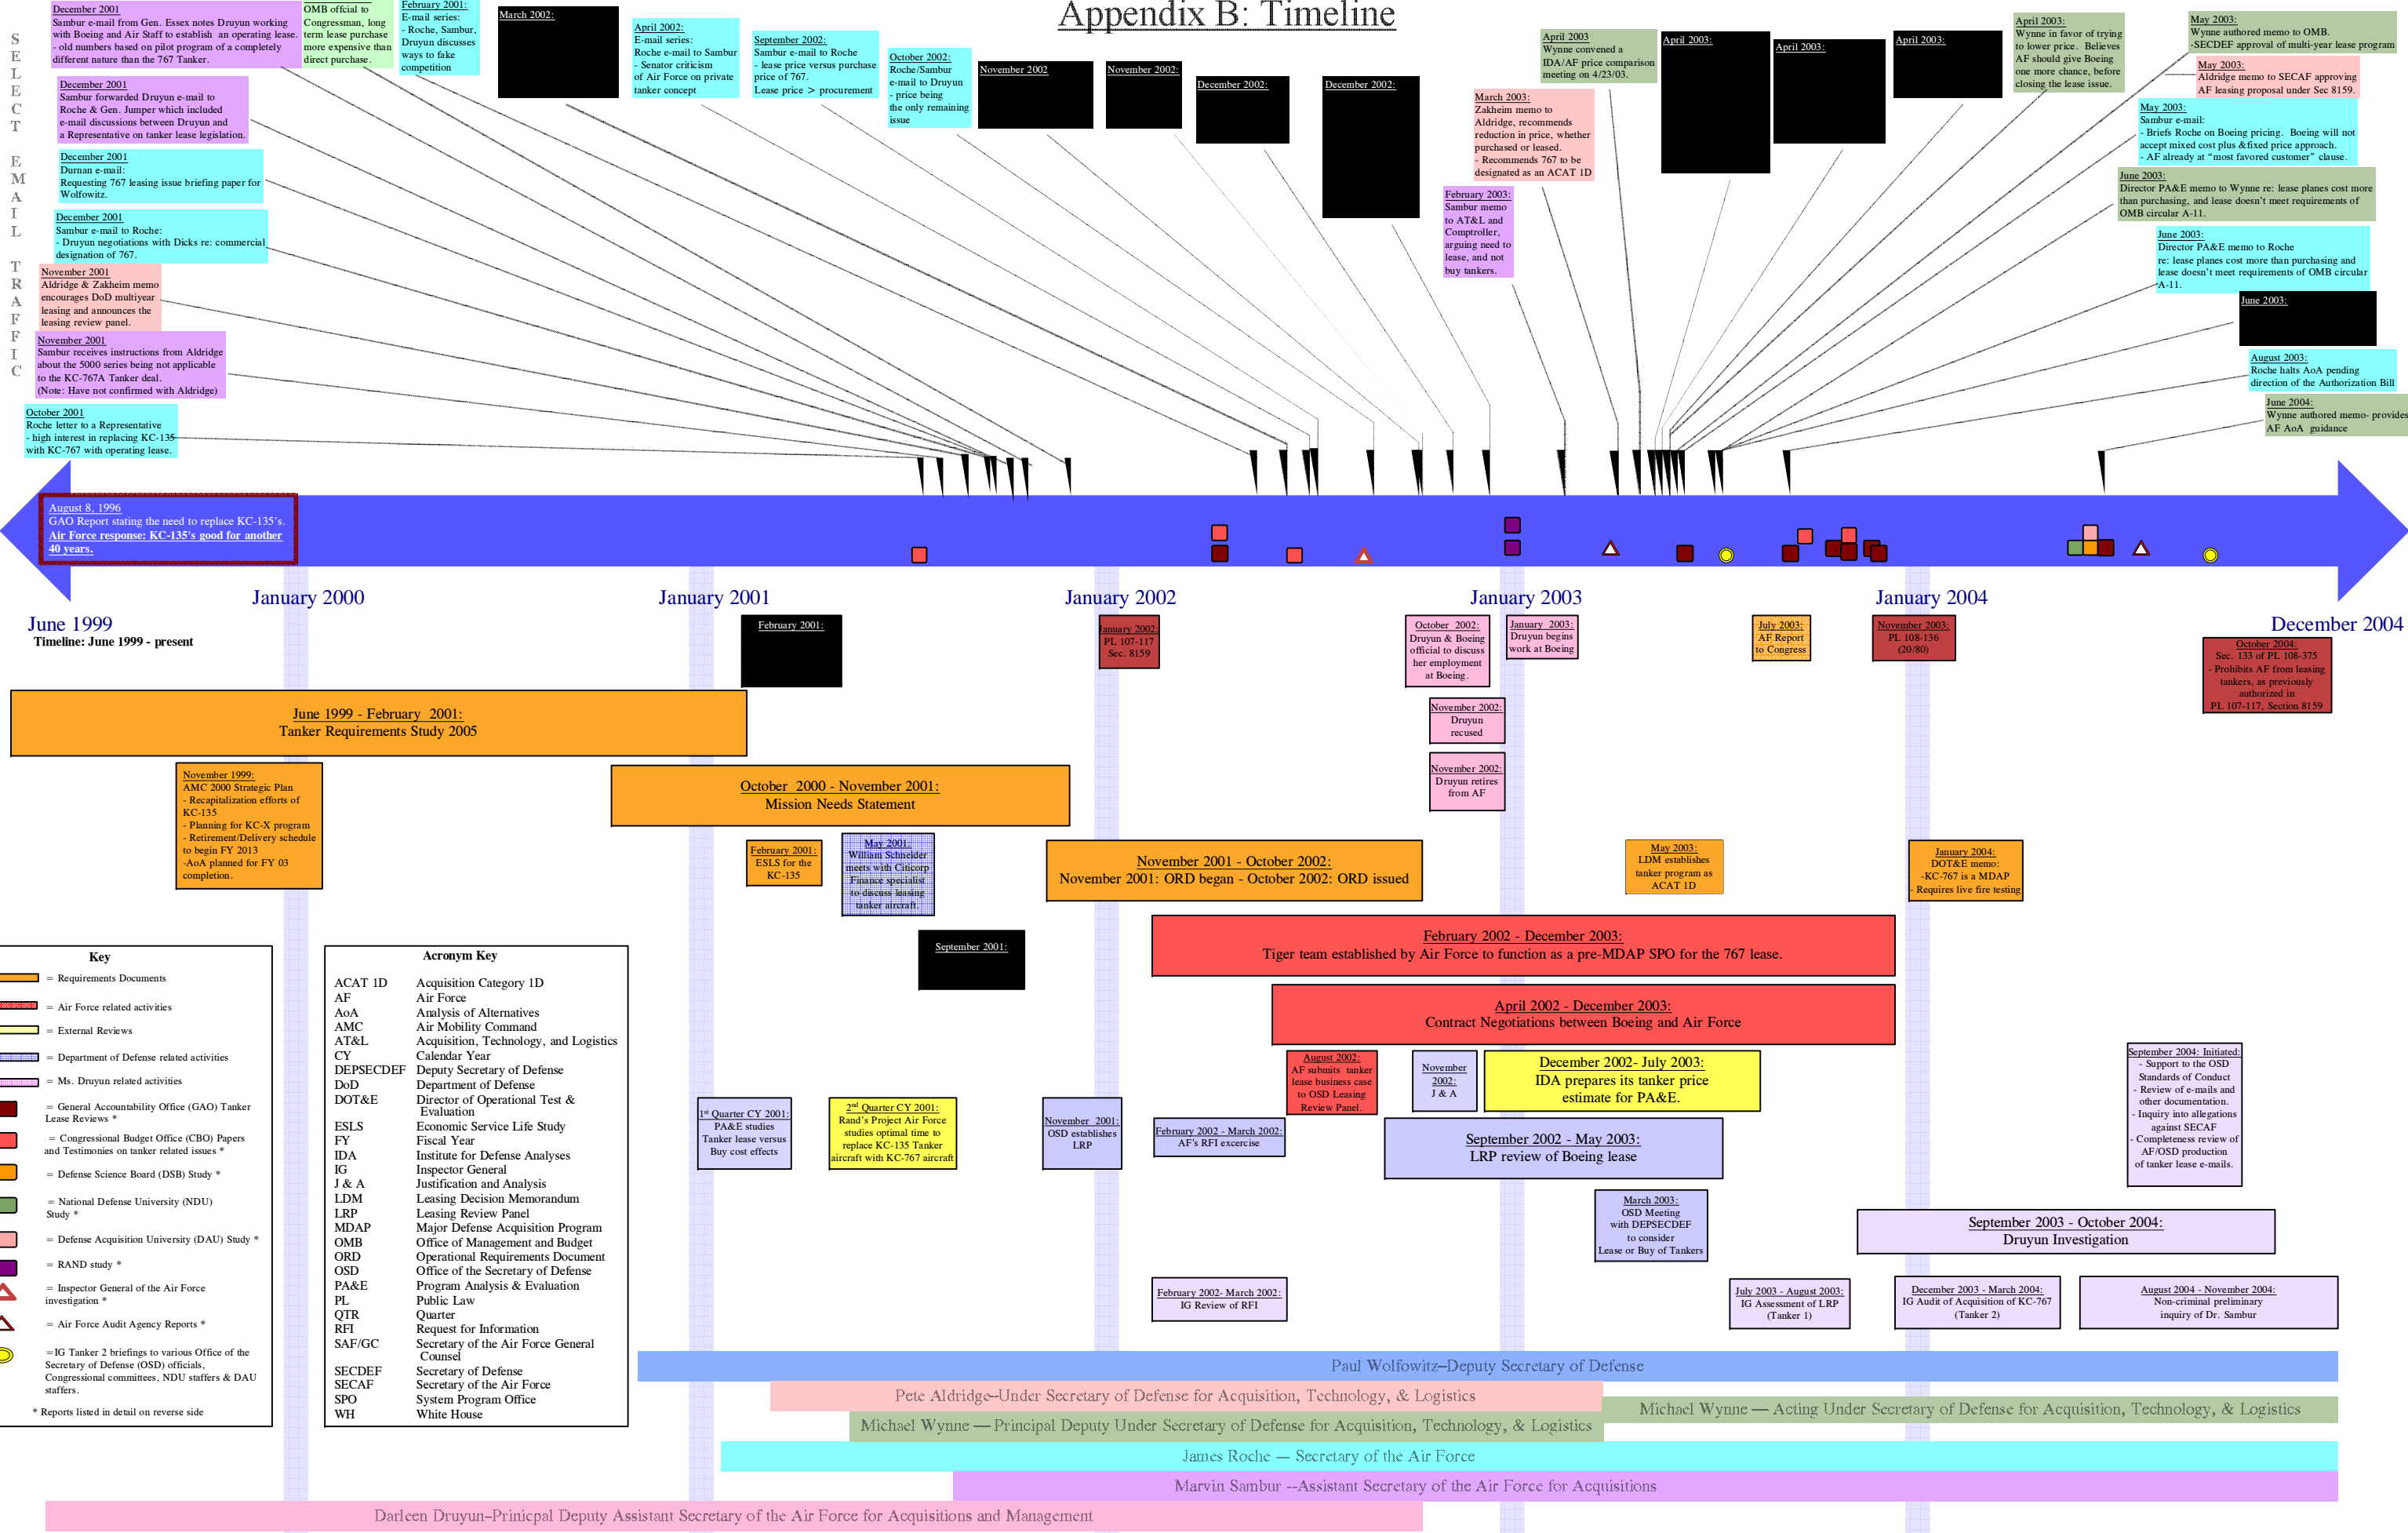 Appendix B: Timeline
SELECT EMAIL TRAFFIC
December 2001
Sambur e-mail from Gen. Essex notes Druyun working
with Boeing and Air Staff to establish an operating lease.
- old numbers based on pilot program of a completely
different nature than the 767 Tanker.
OMB offcial to
Congressman, long
term lease purchase
more expensive than
direct purchase.
February 2001:
E-mail series:
- Roche, Sambur,
Druyun discusses
ways to fake
competition
March 2002:
April 2002:
E-mail series:
Roche e-mail to Sambur
- Senator criticism
of Air Force on private
tanker concept
September 2002:
Sambur e-mail to Roche
- lease price versus purchase
price of 767.
Lease price > procurement
October 2002:
Roche/Sambur
e-mail to Druyun
- price being
the only remaining
issue
November 2002
November 2002:
December 2002:
December 2002:
April 2003
Wynne convened a
IDA/AF price comparison
meeting on 4/23/03.
March 2003:
Zakheim memo to
Aldridge, recommends
reduction in price, whether
purchased or leased.
- Recommends 767 to be
designated as an ACAT 1D
February 2003:
Sambur memo
to AT&L and
Comptroller,
arguing need to
lease, and not
buy tankers.
April 2003:
April 2003:
April 2003:
April 2003:
Wynne in favor of trying
to lower price. Believes
AF should give Boeing
one more chance, before
closing the lease issue.
May 2003:
Wynne authored memo to OMB.
-SECDEF approval of multi-year lease program
May 2003:
Aldridge memo to SECAF approving
AF leasing proposal under Sec 8159.
May 2003:
Sambur e-mail:
- Briefs Roche on Boeing pricing. Boeing will not
accept mixed cost plus &fixed price approach.
- AF already at “most favored customer” clause.
June 2003:
Director PA&E memo to Wynne re: lease planes cost more
than purchasing, and lease doesn't meet requirements of
OMB circular A-11.
June 2003:
Director PA&E memo to Roche
re: lease planes cost more than purchasing and
lease doesn't meet requirements of OMB circular
A-11.
June 2003:
August 2003:
Roche halts AoA pending
direction of the Authorization Bill
June 2004:
Wynne authored memo- provides
AF AoA guidance
December 2001
Sambur forwarded Druyun e-mail to
Roche & Gen. Jumper which included
e-mail discussions between Druyun and
a Representative on tanker lease legislation.
December 2001
Durnan e-mail:
Requesting 767 leasing issue briefing paper for
Wolfowitz.
December 2001
Sambur e-mail to Roche:
- Druyun negotiations with Dicks re: commercial
designation of 767.
November 2001
Aldridge & Zakheim memo
encourages DoD multiyear
leasing and announces the
leasing review panel.
November 2001
Sambur receives instructions from Aldridge
about the 5000 series being not applicable
to the KC-767A Tanker deal.
(Note: Have not confirmed with Aldridge)
October 2001
Roche letter to a Representative
- high interest in replacing KC-135
with KC-767 with operating lease.
August 8, 1996
GAO Report stating the need to replace KC-135's.
Air Force response: KC-135's good for another
40 years.
January 2000
January 2001
January 2002
January 2003
January 2004
June 1999
December 2004
Timeline: June 1999 - present
February 2001:
January 2002:
PL 107-117
Sec. 8159
October 2002:
Druyun & Boeing
official to discuss
her employment
at Boeing.
January 2003:
Druyun begins
work at Boeing
July 2003:
AF Report
to Congress
November 2003:
PL 108-136
(20/80)
October 2004:
Sec. 133 of PL 108-375
- Prohibits AF from leasing
tankers, as previously
authorized in
PL 107-117, Section 8159
June 1999 - February 2001:
Tanker Requirements Study 2005
November 2002:
Druyun
recused
November 2002:
Druyun retires
from AF
November 1999:
AMC 2000 Strategic Plan
- Recapitalization efforts of
KC-135
- Planning for KC-X program
- Retirement/Delivery schedule
to begin FY 2013
-AoA planned for FY 03
completion.
October 2000 - November 2001:
Mission Needs Statement
February 2001:
ESLS for the
KC-135
May 2001:
William Schneider
meets with Citicorp
Finance specialist
to discuss leasing
tanker aircraft.
November 2001 - October 2002:
November 2001: ORD began - October 2002: ORD issued
May 2003:
LDM establishes
tanker program as
ACAT 1D
January 2004:
DOT&E memo:
-KC-767 is a MDAP
- Requires live fire testing
September 2001:
February 2002 - December 2003:
Tiger team established by Air Force to function as a pre-MDAP SPO for the 767 lease.
April 2002 - December 2003:
Contract Negotiations between Boeing and Air Force
August 2002:
AF submits tanker
lease business case
to OSD Leasing
Review Panel.
November
2002:
J & A
December 2002- July 2003:
IDA prepares its tanker price
estimate for PA&E.
September 2004: Initiated:
- Support to the OSD
Standards of Conduct
- Review of e-mails and
other documentation.
- Inquiry into allegations
against SECAF
- Completeness review of
AF/OSD production
of tanker lease e-mails.
1st Quarter CY 2001:
PA&E studies
Tanker lease versus
Buy cost effects
2nd Quarter CY 2001:
Rand's Project Air Force
studies optimal time to
replace KC-135 Tanker
aircraft with KC-767 aircraft
November 2001:
OSD establishes
LRP
February 2002 - March 2002:
AF's RFI excercise
September 2002 - May 2003:
LRP review of Boeing lease
March 2003:
OSD Meeting
with DEPSECDEF
to consider
Lease or Buy of Tankers
September 2003 - October 2004:
Druyun Investigation
February 2002- March 2002:
IG Review of RFI
July 2003 - August 2003:
IG Assessment of LRP
(Tanker 1)
December 2003 - March 2004:
IG Audit of Acquisition of KC-767
(Tanker 2)
August 2004 - November 2004:
Non-criminal preliminary
inquiry of Dr. Sambur
Key
= Requirements Documents
= Air Force related activities
= External Reviews
= Department of Defense related activities
= Ms. Druyun related activities
= General Accountability Office (GAO) Tanker
Lease Reviews *
= Congressional Budget Office (CBO) Papers
and Testimonies on tanker related issues *
= Defense Science Board (DSB) Study *
= National Defense University (NDU)
Study *
= Defense Acquisition University (DAU) Study *
= RAND study *
= Inspector General of the Air Force
investigation *
= Air Force Audit Agency Reports *
=IG Tanker 2 briefings to various Office of the
Secretary of Defense (OSD) officials,
Congressional committees, NDU staffers & DAU
staffers.
* Reports listed in detail on reverse side
Acronym Key
ACAT 1D Acquisition Category 1D
AF Air Force
AoA Analysis of Alternatives
AMC Air Mobility Command
AT&L Acquisition, Technology, and Logistics
CY Calendar Year
DEPSECDEF Deputy Secretary of Defense
DoD Department of Defense
DOT&E Director of Operational Test &
Evaluation
ESLS Economic Service Life Study
FY Fiscal Year
IDA Institute for Defense Analyses
IG Inspector General
J & A Justification and Analysis
LDM Leasing Decision Memorandum
LRP Leasing Review Panel
MDAP Major Defense Acquisition Program
OMB Office of Management and Budget
ORD Operational Requirements Document
OSD Office of the Secretary of Defense
PA&E Program Analysis & Evaluation
PL Public Law
QTR Quarter
RFI Request for Information
SAF/GC Secretary of the Air Force General
Counsel
SECDEF Secretary of Defense
SECAF Secretary of the Air Force
SPO System Program Office
WH White House
Paul Wolfowitz–Deputy Secretary of Defense
Pete Aldridge–Under Secretary of Defense for Acquisition, Technology, & Logistics
Michael Wynne — Acting Under Secretary of Defense for Acquisition, Technology, & Logistics
Michael Wynne — Principal Deputy Under Secretary of Defense for Acquisition, Technology, & Logistics
James Roche — Secretary of the Air Force
Marvin Sambur --Assistant Secretary of the Air Force for Acquisitions
Darleen Druyun–Prinicpal Deputy Assistant Secretary of the Air Force for Acquisitions and Management